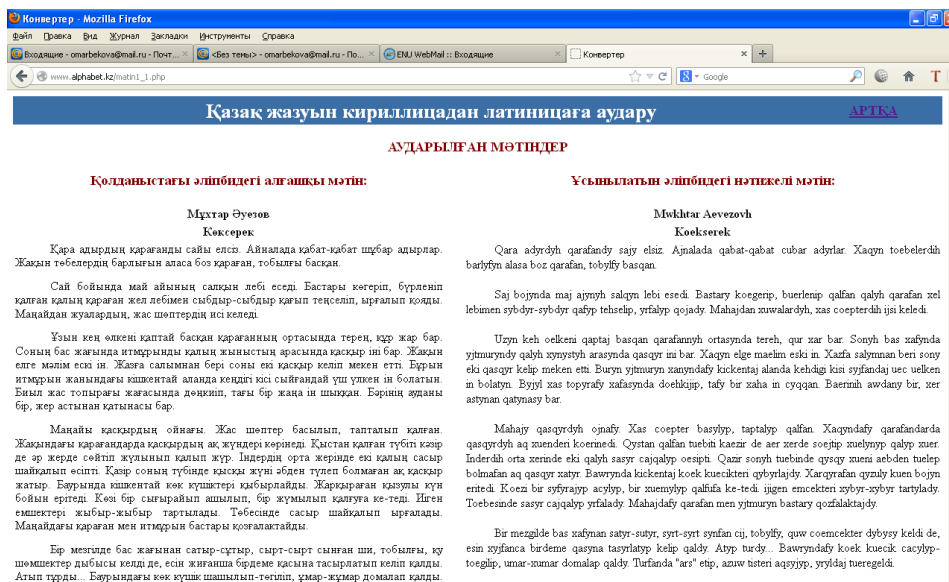 Конвертер - Mozilla Firefox
Файл Правка Вид Журнал Закладки Инструменты Справка
Входящие - omarbekova@mail.ru - Почт... <Без темы> - omarbekova@mail.ru - По... ENU WebMail :: Входящие Конвертер
www.alphabet.kz/matin1_1.php Google
Қазақ жазуын кириллицадан латиницаға аудару АРТҚА
АУДАРЫЛҒАН МӘТІНДЕР
Қолданыстағы әліпбидегі алғашқы мәтін:
Мұхтар Әуезов
Көксерек
Қара адырдың қарағанды сайы елсіз. Айналада қабат-қабат шұбар адырлар.
Жақын төбелердің барлығын аласа боз қараған, тобылғы басқан.
Сай бойында май айының салқын лебі еседі. Бастары көгеріп, бүрленіп
қалған қалың қараған жел лебімен сыбдыр-сыбдыр қағып теңселіп, ырғалып қояды.
Маңайдан жуалардың, жас шөптердің исі келеді.
Ұзын кең өлкені қаптай басқан қарағанның ортасында терең, құр жар бар.
Соның бас жағында итмұрынды қалың жыныстың арасында қасқыр іні бар. Жақын
елге мәлім ескі ін. Жазға салымнан бері соны екі қасқыр келіп мекен етті. Бұрын
итмұрын жанындағы кішкентай аланда кеңдігі кісі сыйғандай үш үлкен ін болатын.
Биыл жас топырағы жағасында дөңкиіп, тағы бір жаңа ін шыққан. Бәрінің ауданы
бір, жер астынан қатынасы бар.
Маңайы қасқырдың ойнағы. Жас шөптер басылып, тапталып қалған.
Жақындағы қарағандарда қасқырдың ақ жүндері көрінеді. Қыстан қалған түбіті кәзір
де әр жерде сөйтіп жұлынып қалып жүр. Індердің орта жерінде екі қалың сасыр
шайқалып өсіпті. Қазір соның түбінде қысқы жүні әбден түлеп болмаған ақ қасқыр
жатыр. Баурында кішкентай көк күшіктері қыбырлайды. Жарқыраған қызулы күн
бойын ерітеді. Көзі бір сығырайып ашылып, бір жұмылып қалғуға ке-теді. Иіген
емшектері жыбыр-жыбыр тартылады. Төбесінде сасыр шайқалып ырғалады.
Маңайдағы қараған мен итмұрын бастары қозғалақтайды.
Бір мезгілде бас жағынан сатыр-сұтыр, сырт-сырт сынған ши, тобылғы, қу
шөмшектер дыбысы келді де, есін жиғанша бірдеме қасына тасырлатып келіп қалды.
Атып тұрды... Баурындағы көк күшік шашылып-төгіліп, ұмар-жұмар домалап қалды.
Ұсынылатын әліпбидегі нәтижелі мәтін:
Mwkhtar Aevezovh
Koekserek
Qara adyrdyh qarafandy sajy elsiz. Ajnalada qabat-qabat cubar adyrlar. Xaqyn toebelerdih
barlyfyn alasa boz qarafan, tobylfy basqan.
Saj bojynda maj ajynyh salqyn lebi esedi. Bastary koegerip, buerlenip qalfan qalyh qarafan xel
lebimen sybdyr-sybdyr qafyp tehselip, yrfalyp qojady. Mahajdan xuwalardyh, xas coepterdih ijsi keledi.
Uzyn keh oelkeni qaptaj basqan qarafannyh ortasynda tereh, qur xar bar. Sonyh bas xafynda
yjtmuryndy qalyh xynystyh arasynda qasqyr ini bar. Xaqyn elge maelim eski in. Xazfa salymnan beri sony
eki qasqyr kelip meken etti. Buryn yjtmuryn xanyndafy kickentaj alanda kehdigi kisi syjfandaj uec uelken
in bolatyn. Byjyl xas topyrafy xafasynda doehkijip, tafy bir xaha in cyqqan. Baerinih awdany bir, xer
astynan qatynasy bar.
Mahajy qasqyrdyh ojnafy. Xas coepter basylyp, taptalyp qalfan. Xaqyndafy qarafandarda
qasqyrdyh aq xuenderi koerinedi. Qystan qalfan tuebiti kaezir de aer xerde soejtip xuelynyp qalyp xuer.
Inderdih orta xerinde eki qalyh sasyr cajqalyp oesipti. Qazir sonyh tuebinde qysqy xueni aebden tuelep
bolmafan aq qasqyr xatyr. Bawrynda kickentaj koek kuecikteri qybyrlajdy. Xarqyrafan qyzuly kuen bojyn
eritedi. Koezi bir syfyrajyp acylyp, bir xuemylyp qalfufa ke-tedi. ijigen emcekteri xybyr-xybyr tartylady.
Toebesinde sasyr cajqalyp yrfalady. Mahajdafy qarafan men yjtmuryn bastary qozfalaktajdy.
Bir mezgilde bas xafynan satyr-sutyr, syrt-syrt synfan cij, tobylfy, quw coemcekter dybysy keldi de,
esin xyjfanca birdeme qasyna tasyrlatyp kelip qaldy. Atyp turdy... Bawryndafy koek kuecik cacylyp-
toegilip, umar-xumar domalap qaldy. Turfanda "ars" etip, azuw tisteri aqsyjyp, yryldaj tueregeldi.